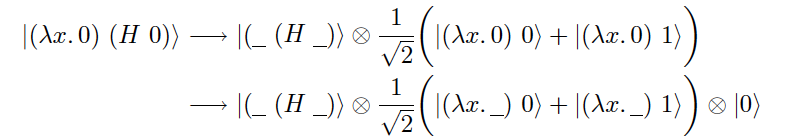 |(λx. 0) (H 0)⟩ ⟶ |(_ (H _)⟩ ⊗ 1/√2 ( |(λx. 0) 0⟩ + |(λx. 0) 1⟩ )
⟶ |(_ (H _)⟩ ⊗ 1/√2 ( |(λx. _) 0⟩ + |(λx. _) 1⟩ ) ⊗ |0⟩